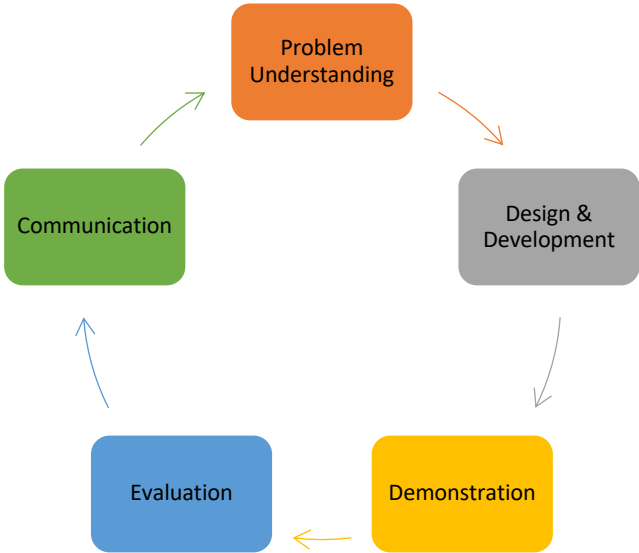 Problem
Understanding
Design &
Development
Demonstration
Evaluation
Communication